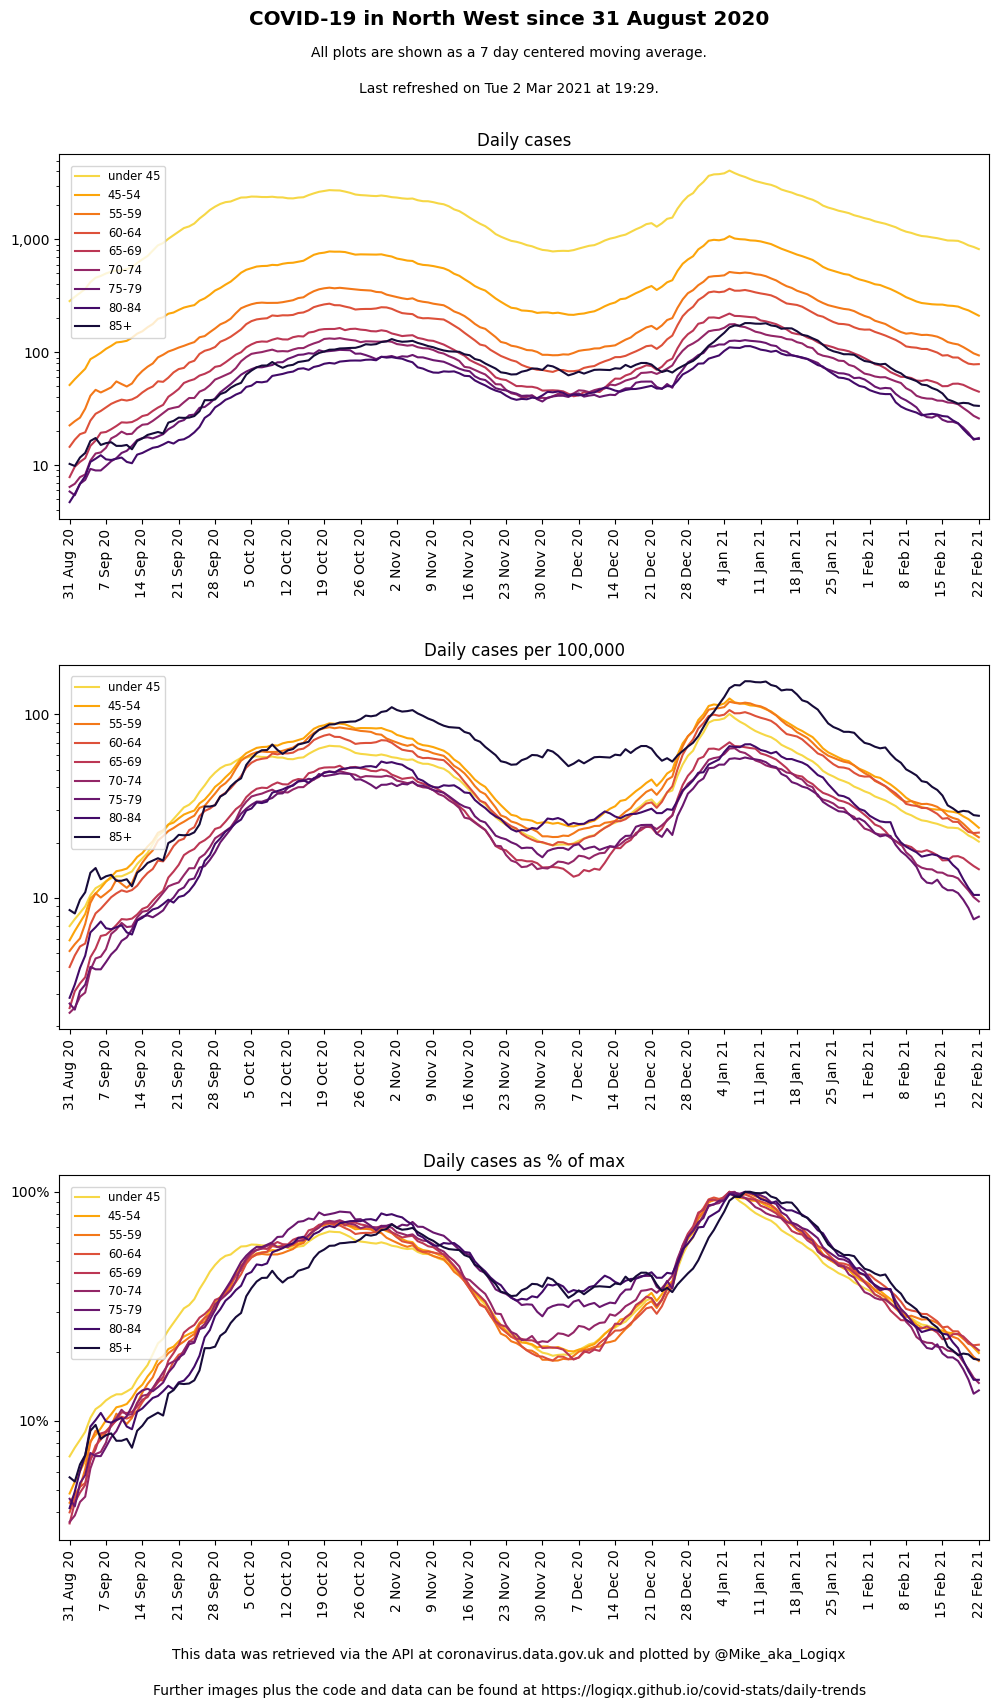 COVID-19 in North West since 31 August 2020
All plots are shown as a 7 day centered moving average.
Last refreshed on Tue 2 Mar 2021 at 19:29.
Daily cases
under 45
45-54
55-59
60-64
65-69
70-74
75-79
80-84
85+
1,000
100
10
31 Aug 20
7 Sep 20
14 Sep 20
21 Sep 20
28 Sep 20
5 Oct 20
12 Oct 20
19 Oct 20
26 Oct 20
2 Nov 20
9 Nov 20
16 Nov 20
23 Nov 20
30 Nov 20
7 Dec 20
14 Dec 20
21 Dec 20
28 Dec 20
4 Jan 21
11 Jan 21
18 Jan 21
25 Jan 21
1 Feb 21
8 Feb 21
15 Feb 21
22 Feb 21
Daily cases per 100,000
under 45
45-54
55-59
60-64
65-69
70-74
75-79
80-84
85+
100
10
31 Aug 20
7 Sep 20
14 Sep 20
21 Sep 20
28 Sep 20
5 Oct 20
12 Oct 20
19 Oct 20
26 Oct 20
2 Nov 20
9 Nov 20
16 Nov 20
23 Nov 20
30 Nov 20
7 Dec 20
14 Dec 20
21 Dec 20
28 Dec 20
4 Jan 21
11 Jan 21
18 Jan 21
25 Jan 21
1 Feb 21
8 Feb 21
15 Feb 21
22 Feb 21
Daily cases as % of max
under 45
45-54
55-59
60-64
65-69
70-74
75-79
80-84
85+
100%
10%
31 Aug 20
7 Sep 20
14 Sep 20
21 Sep 20
28 Sep 20
5 Oct 20
12 Oct 20
19 Oct 20
26 Oct 20
2 Nov 20
9 Nov 20
16 Nov 20
23 Nov 20
30 Nov 20
7 Dec 20
14 Dec 20
21 Dec 20
28 Dec 20
4 Jan 21
11 Jan 21
18 Jan 21
25 Jan 21
1 Feb 21
8 Feb 21
15 Feb 21
22 Feb 21
This data was retrieved via the API at coronavirus.data.gov.uk and plotted by @Mike_aka_Logiqx
Further images plus the code and data can be found at https://logiqx.github.io/covid-stats/daily-trends